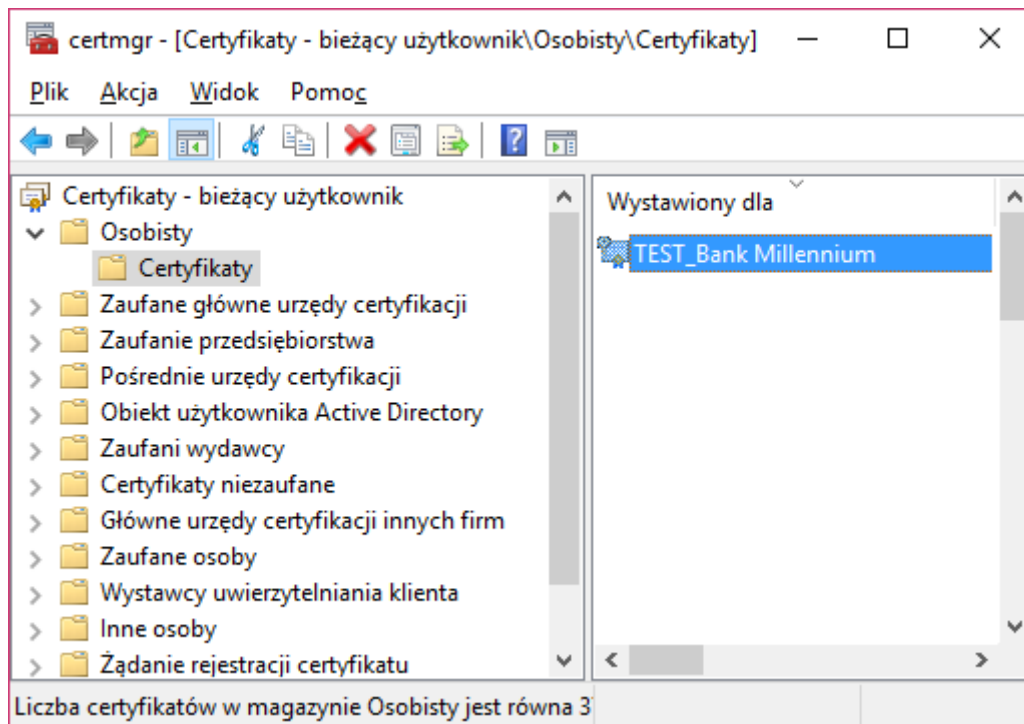 certmgr - [Certyfikaty - bieżący użytkownik\Osobisty\Certyfikaty]
Plik Akcja Widok Pomoc
Certyfikaty - bieżący użytkownik
Osobisty
Certyfikaty
Zaufane główne urzędy certyfikacji
Zaufanie przedsiębiorstwa
Pośrednie urzędy certyfikacji
Obiekt użytkownika Active Directory
Zaufani wydawcy
Certyfikaty niezaufane
Główne urzędy certyfikacji innych firm
Zaufane osoby
Wystawcy uwierzytelniania klienta
Inne osoby
Żądanie rejestracji certyfikatu
Wystawiony dla
TEST_Bank Millennium
Liczba certyfikatów w magazynie Osobisty jest równa